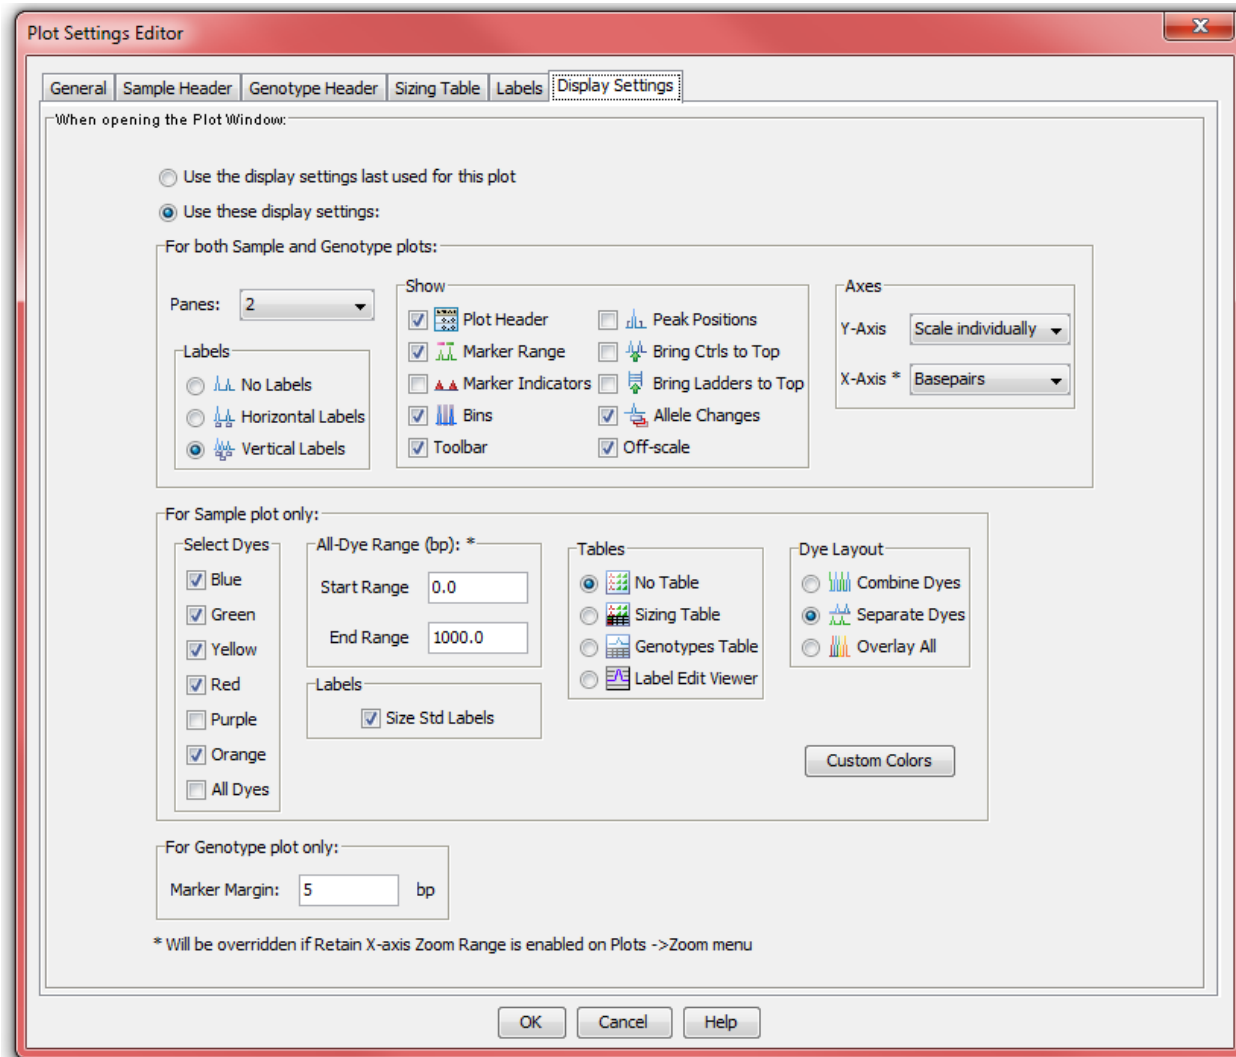 Plot Settings Editor
General Sample Header Genotype Header Sizing Table Labels Display Settings
When opening the Plot Window:
Use the display settings last used for this plot
Use these display settings:
For both Sample and Genotype plots:
Panes: 2
Labels
No Labels
Horizontal Labels
Vertical Labels
Show
Plot Header
Marker Range
Marker Indicators
Bins
Toolbar
Peak Positions
Bring Ctrls to Top
Bring Ladders to Top
Allele Changes
Off-scale
Axes
Y-Axis Scale individually
X-Axis * Basepairs
For Sample plot only:
Select Dyes
Blue
Green
Yellow
Red
Purple
Orange
All Dyes
All-Dye Range (bp): *
Start Range 0.0
End Range 1000.0
Labels
Size Std Labels
Tables
No Table
Sizing Table
Genotypes Table
Label Edit Viewer
Dye Layout
Combine Dyes
Separate Dyes
Overlay All
Custom Colors
For Genotype plot only:
Marker Margin: 5 bp
* Will be overridden if Retain X-axis Zoom Range is enabled on Plots ->Zoom menu
OK Cancel Help